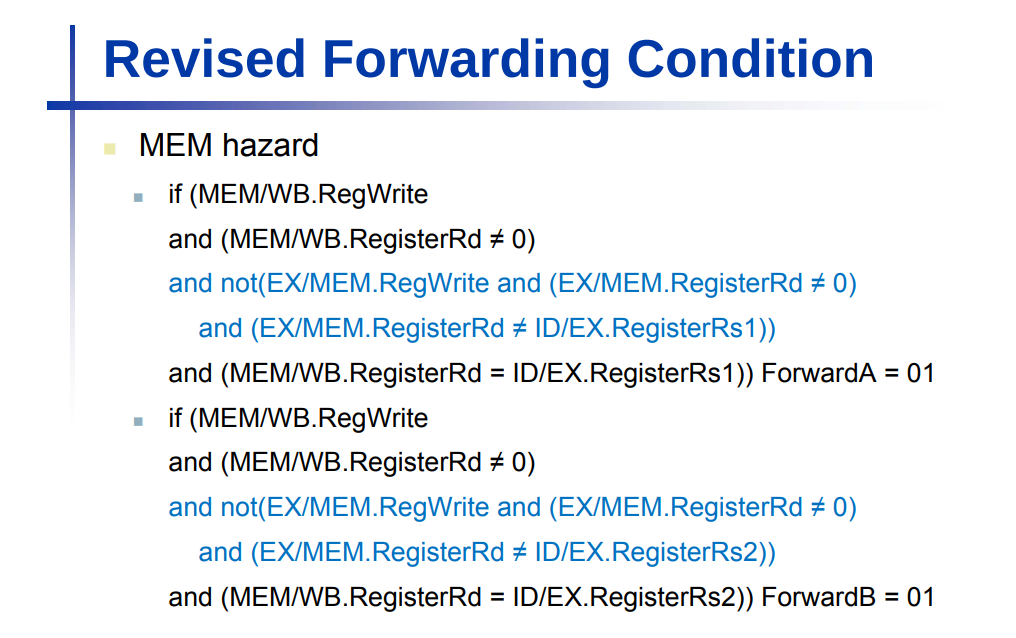 Revised Forwarding Condition
MEM hazard
if (MEM/WB.RegWrite
and (MEM/WB.RegisterRd ≠ 0)
and not(EX/MEM.RegWrite and (EX/MEM.RegisterRd ≠ 0)
and (EX/MEM.RegisterRd ≠ ID/EX.RegisterRs1))
and (MEM/WB.RegisterRd = ID/EX.RegisterRs1)) ForwardA = 01
if (MEM/WB.RegWrite
and (MEM/WB.RegisterRd ≠ 0)
and not(EX/MEM.RegWrite and (EX/MEM.RegisterRd ≠ 0)
and (EX/MEM.RegisterRd ≠ ID/EX.RegisterRs2))
and (MEM/WB.RegisterRd = ID/EX.RegisterRs2)) ForwardB = 01